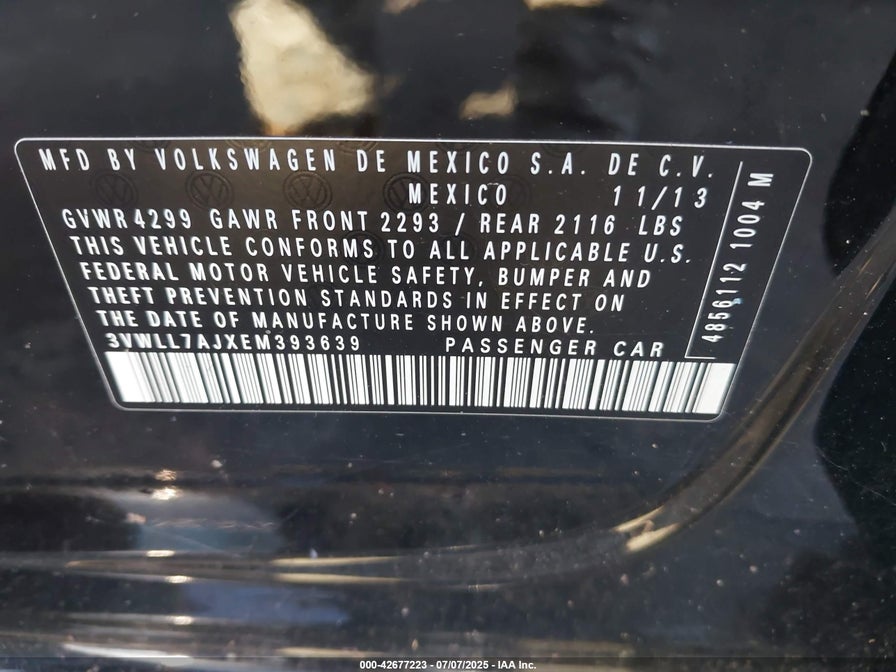 MFD BY VOLKSWAGEN DE MEXICO S.A. DE C.V.
MEXICO 11/13
GVWR4299 GAWR FRONT 2293 / REAR 2116 LBS
THIS VEHICLE CONFORMS TO ALL APPLICABLE U.S.
FEDERAL MOTOR VEHICLE SAFETY, BUMPER AND
THEFT PREVENTION STANDARDS IN EFFECT ON
THE DATE OF MANUFACTURE SHOWN ABOVE.
3VWLL7AJXEM393639 PASSENGER CAR
4856112 1004 M
000-42677223 - 07/07/2025 - IAA Inc.